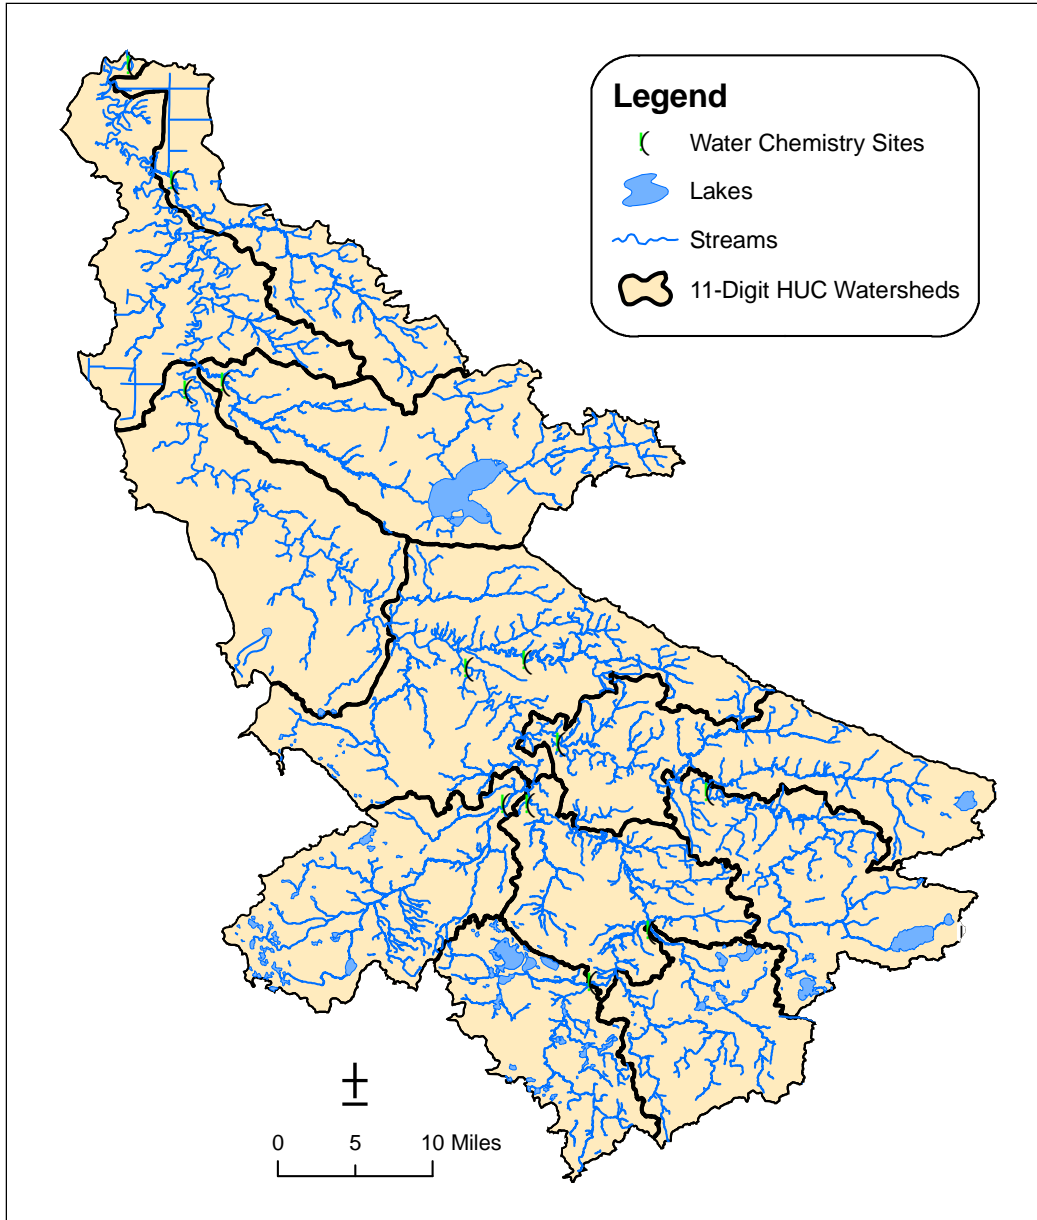 Legend
Water Chemistry Sites
Lakes
Streams
11-Digit HUC Watersheds
±
0 5 10 Miles